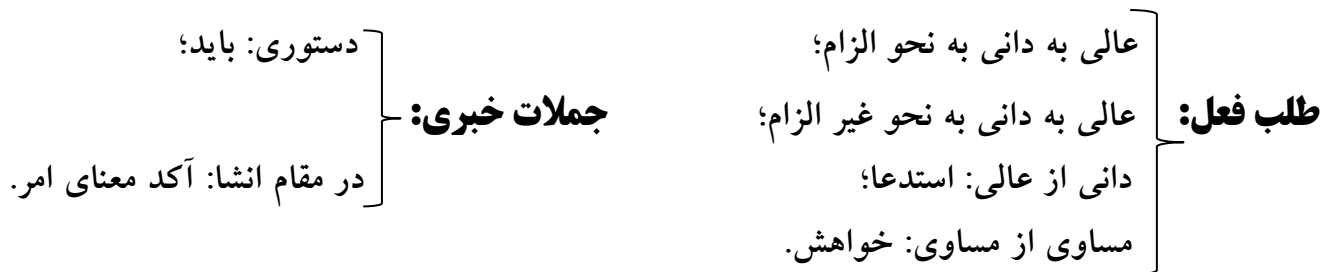 طلب فعل:
عالی به دانی به نحو الزام؛
عالی به دانی به نحو غیر الزام؛
دانی از عالی: استدعا؛
مساوی از مساوی: خواهش.
جملات خبری:
دستوری: باید؛
در مقام انشا: آکد معنای امر.